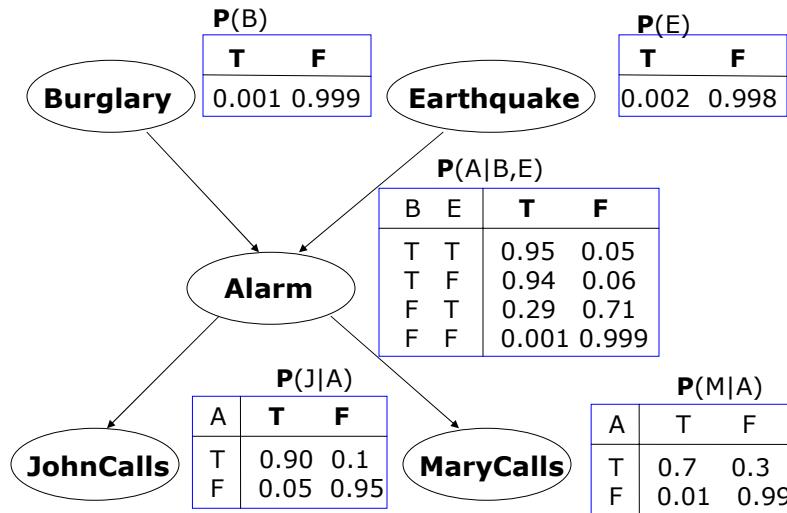 P(B)
T F
0.001 0.999
Burglary
P(E)
T F
0.002 0.998
Earthquake
P(A|B,E)
B E T F
T T 0.95 0.05
T F 0.94 0.06
F T 0.29 0.71
F F 0.001 0.999
Alarm
P(J|A)
A T F
T 0.90 0.1
F 0.05 0.95
JohnCalls
P(M|A)
A T F
T 0.7 0.3
F 0.01 0.99
MaryCalls